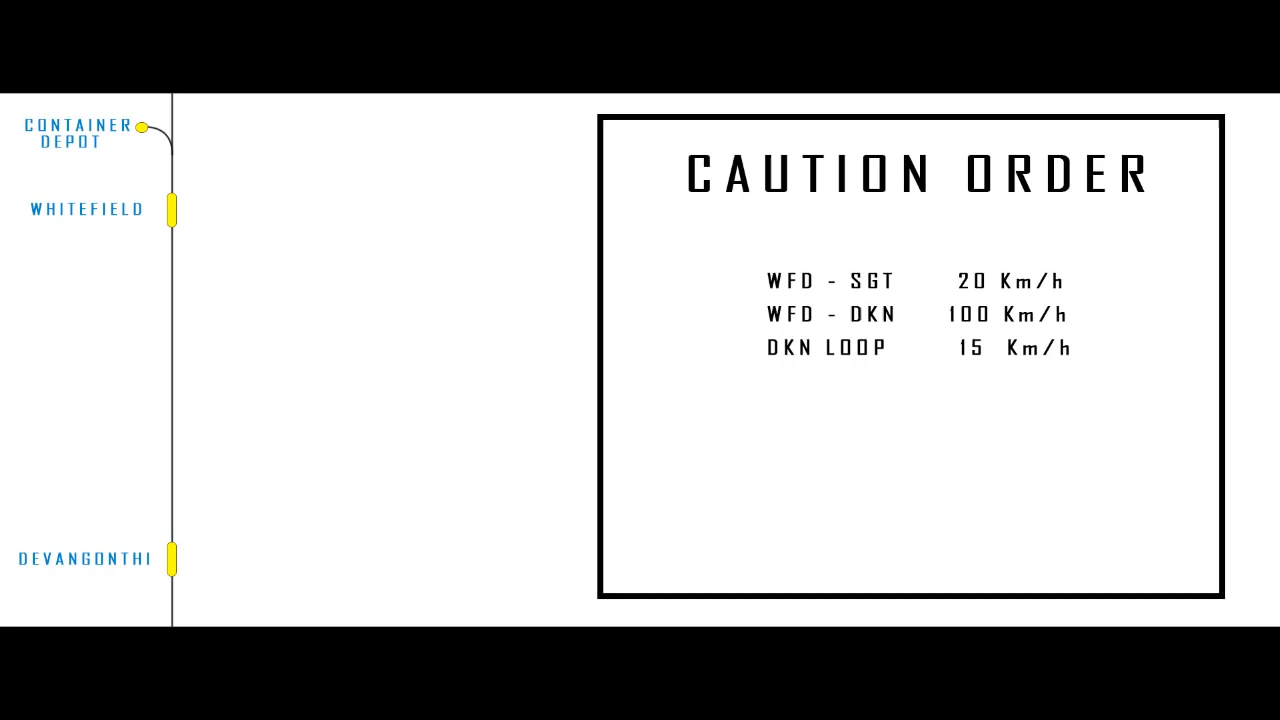 CONTAINER
DEPOT
WHITEFIELD
DEVANGONTHI
CAUTION ORDER
WFD - SGT 20 Km/h
WFD - DKN 100 Km/h
DKN LOOP 15 Km/h